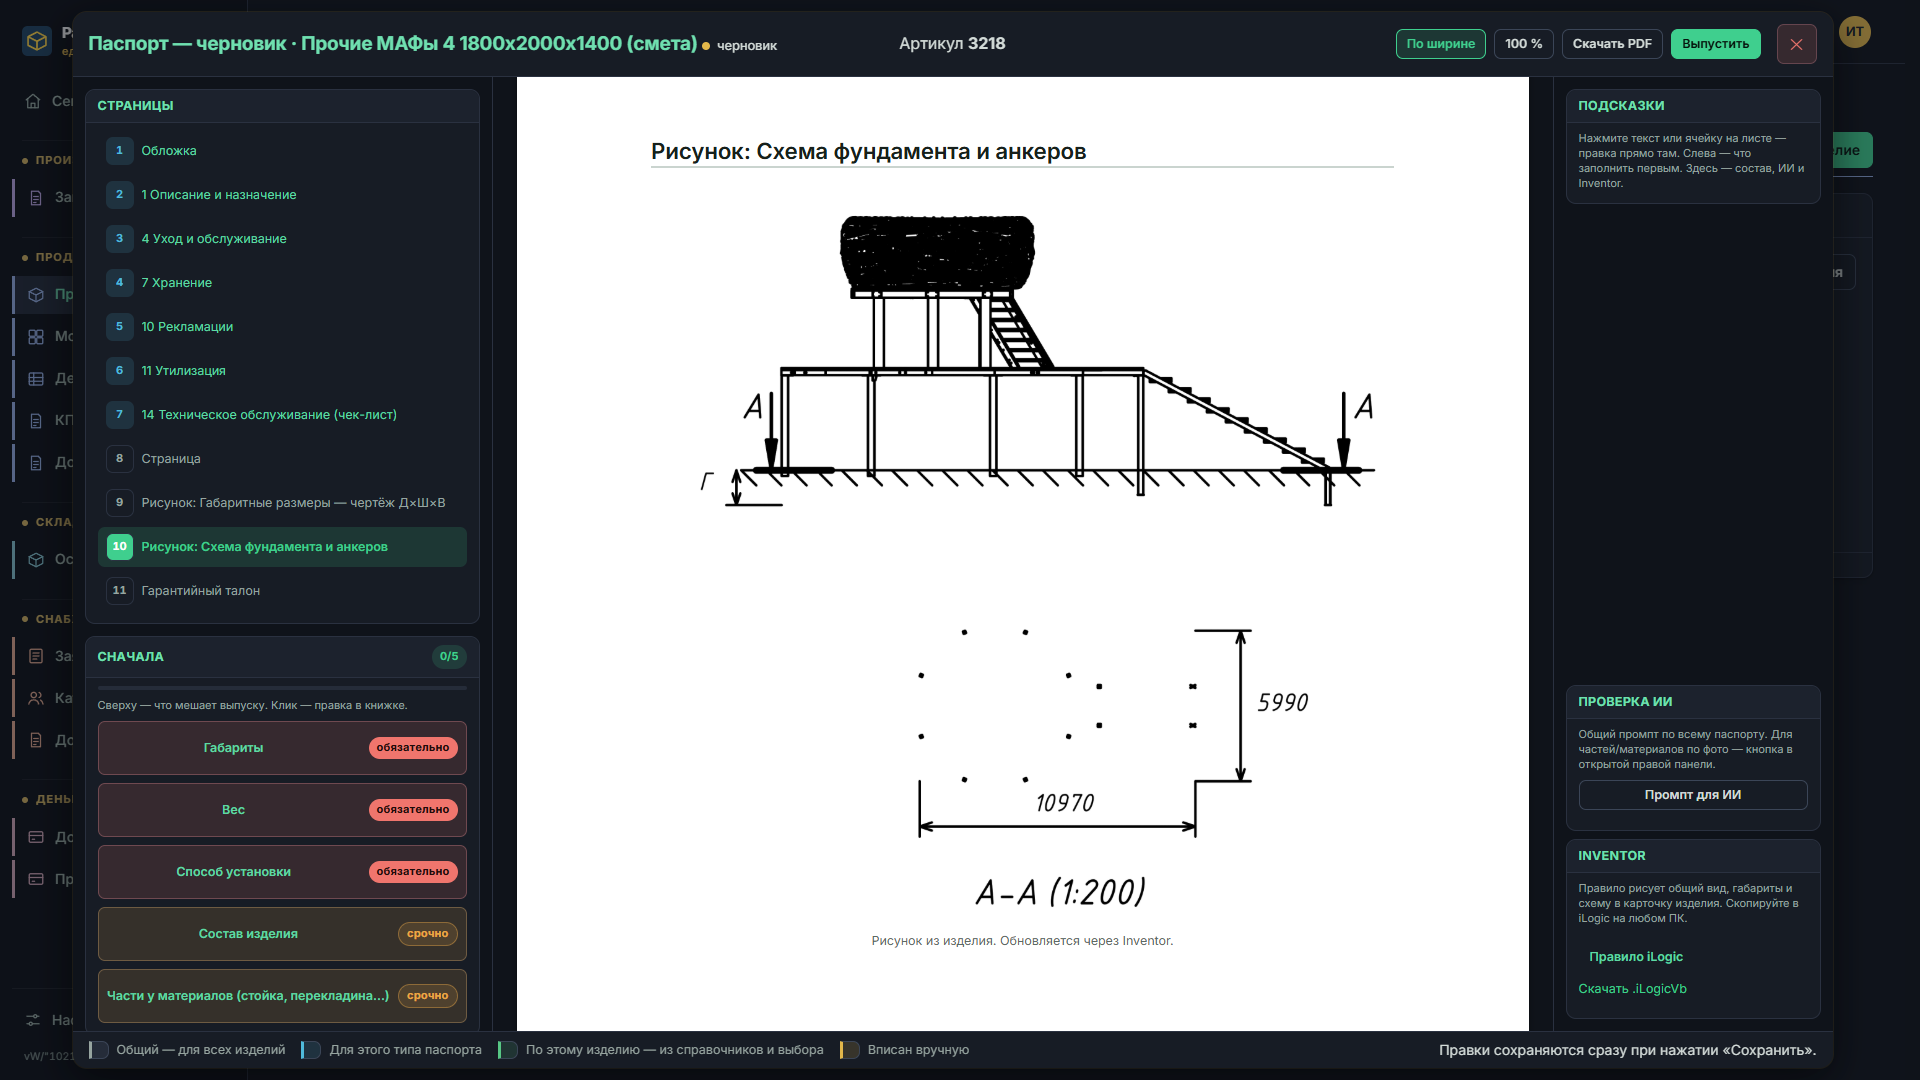 Паспорт — черновик · Прочие МАФы 4 1800х2000х1400 (смета)
черновик
Артикул 3218
По ширине
100 %
Скачать PDF
Выпустить
ИТ
СТРАНИЦЫ
1 Обложка
2 1 Описание и назначение
3 4 Уход и обслуживание
4 7 Хранение
5 10 Рекламации
6 11 Утилизация
7 14 Техническое обслуживание (чек-лист)
8 Страница
9 Рисунок: Габаритные размеры — чертёж Д×Ш×В
10 Рисунок: Схема фундамента и анкеров
11 Гарантийный талон
СНАЧАЛА
0/5
Сверху — что мешает выпуску. Клик — правка в книжке.
Габариты обязательно
Вес обязательно
Способ установки обязательно
Состав изделия срочно
Части у материалов (стойка, перекладина...) срочно
Рисунок: Схема фундамента и анкеров
А
А
Г
5990
10970
А-А (1:200)
Рисунок из изделия. Обновляется через Inventor.
ПОДСКАЗКИ
Нажмите текст или ячейку на листе —
правка прямо там. Слева — что
заполнить первым. Здесь — состав, ИИ и
Inventor.
ПРОВЕРКА ИИ
Общий промпт по всему паспорту. Для
частей/материалов по фото — кнопка в
открытой правой панели.
Промпт для ИИ
INVENTOR
Правило рисует общий вид, габариты и
схему в карточку изделия. Скопируйте в
iLogic на любом ПК.
Правило iLogic
Скачать .iLogicVb
Общий — для всех изделий
Для этого типа паспорта
По этому изделию — из справочников и выбора
Вписан вручную
Правки сохраняются сразу при нажатии «Сохранить».